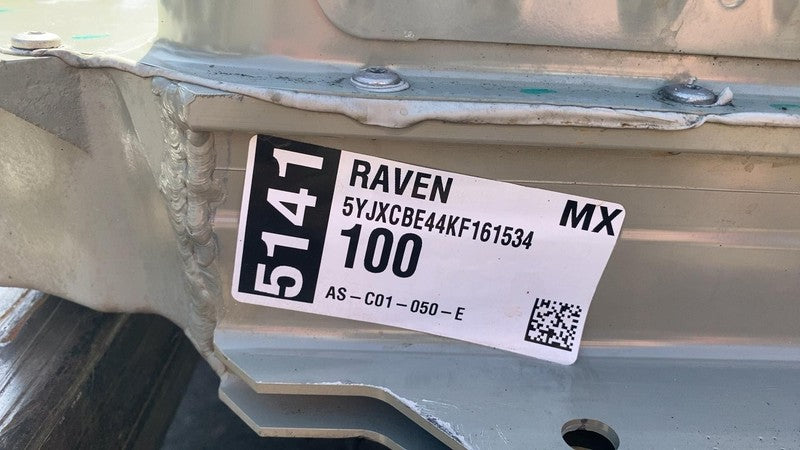 5141
RAVEN
MX
5YJXCBE44KF161534
100
AS-C01-050-E